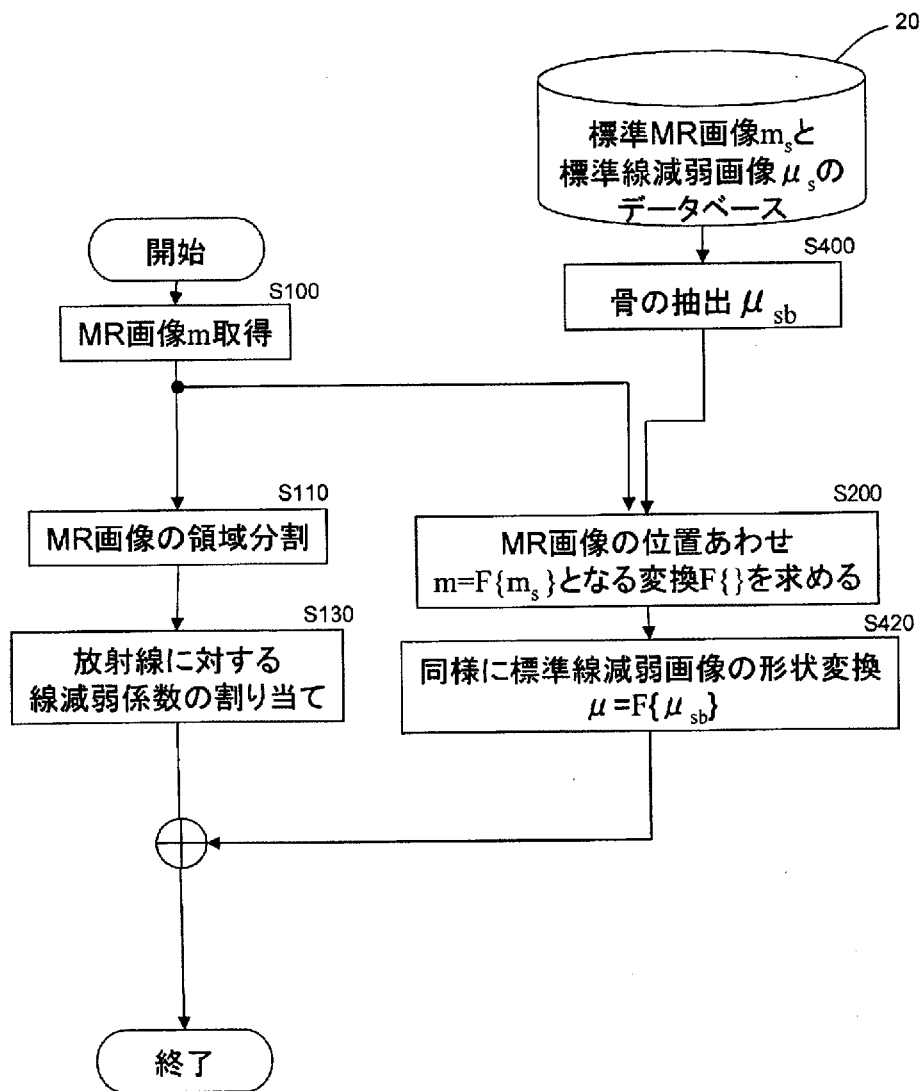 20
標準MR画像msと
標準線減弱画像μsの
データベース
開始
S400
骨の抽出μsb
S100
MR画像m取得
S110
MR画像の領域分割
S200
MR画像の位置あわせ
m=F{ms}となる変換F{}を求める
S130
放射線に対する
線減弱係数の割り当て
S420
同様に標準線減弱画像の形状変換
μ=F{μsb}
終了